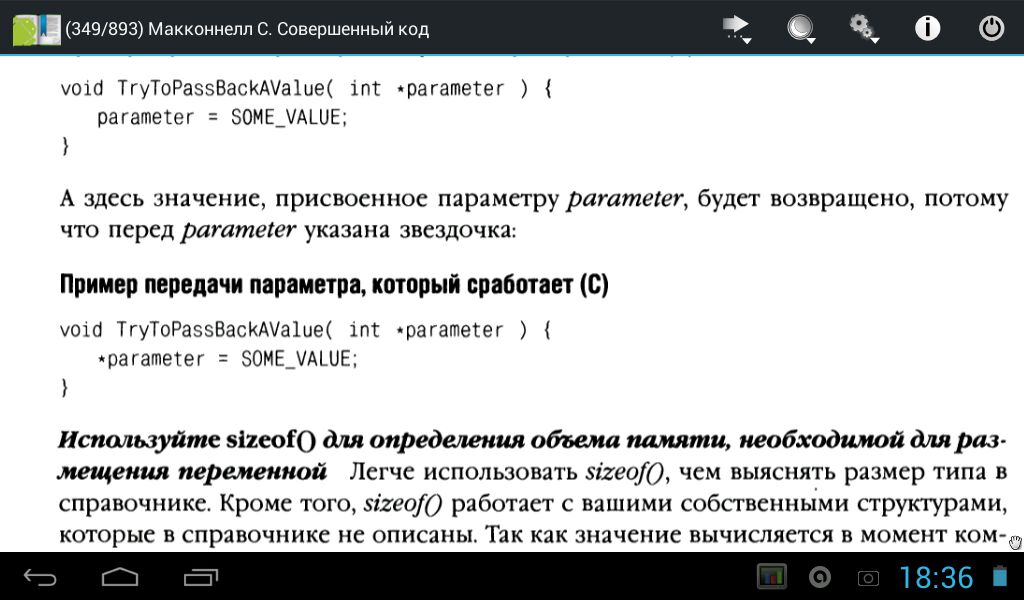 (349/893) Макконнелл С. Совершенный код
void TryToPassBackAValue( int *parameter ) {
parameter = SOME_VALUE;
}
А здесь значение, присвоенное параметру parameter, будет возвращено, потому
что перед parameter указана звездочка:
Пример передачи параметра, который сработает (C)
void TryToPassBackAValue( int *parameter ) {
*parameter = SOME_VALUE;
}
Используйте sizeof() для определения объема памяти, необходимой для раз-
мещения переменной Легче использовать sizeof(), чем выяснять размер типа в
справочнике. Кроме того, sizeof() работает с вашими собственными структурами,
которые в справочнике не описаны. Так как значение вычисляется в момент ком-
18:36